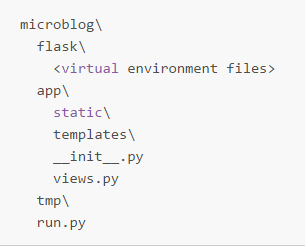 microblog\
flask\
<virtual environment files>
app\
static\
templates\
__init__.py
views.py
tmp\
run.py